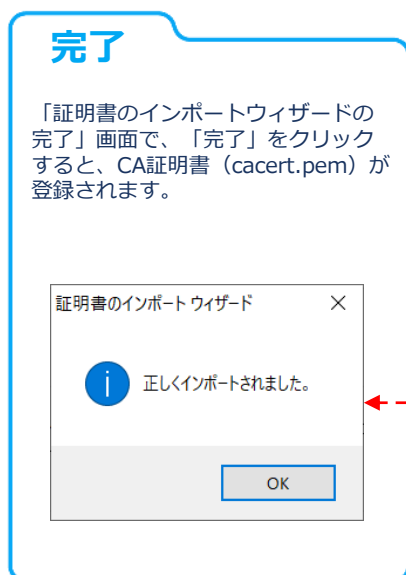 完了
「証明書のインポートウィザードの
完了」画面で、「完了」をクリック
すると、CA証明書（cacert.pem）が
登録されます。
証明書のインポート ウィザード
正しくインポートされました。
OK